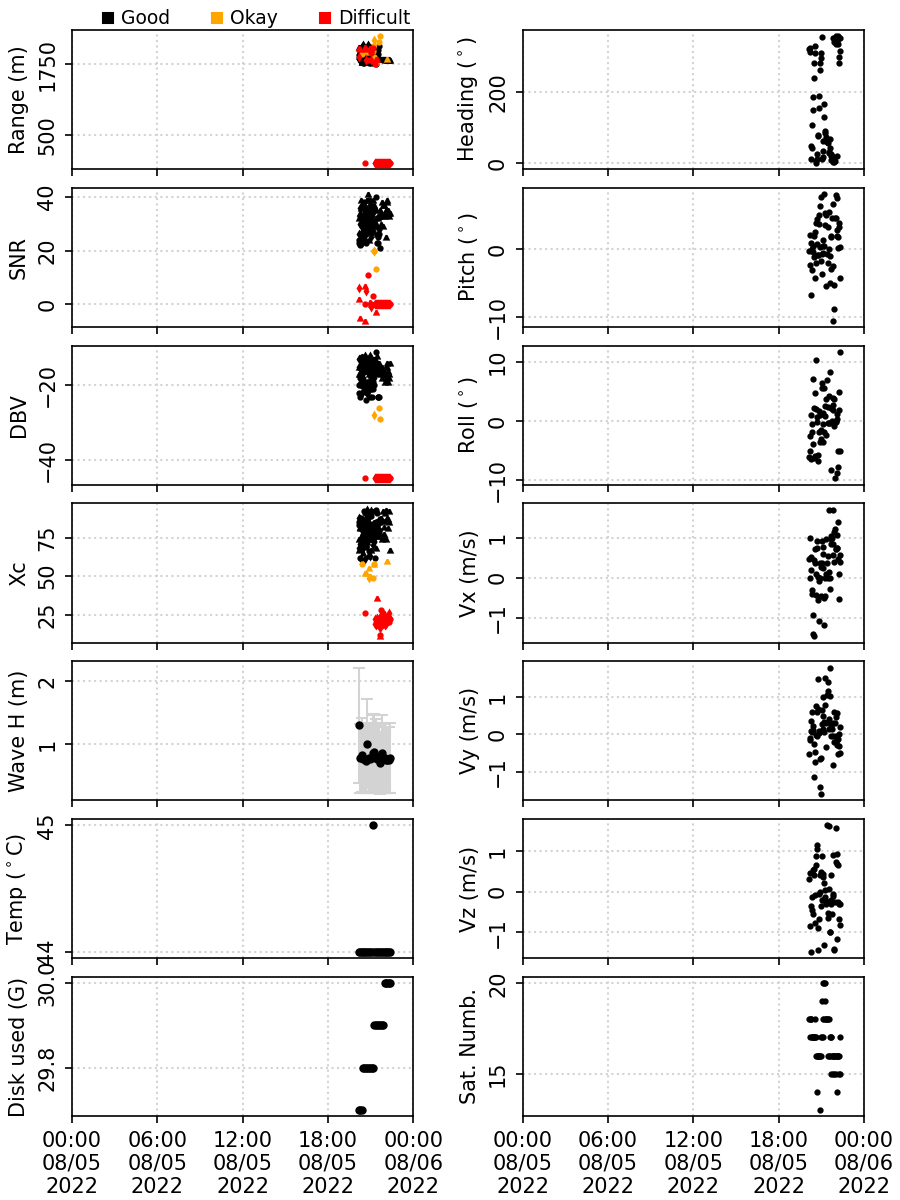 Good Okay Difficult
Range (m)
1750
500
Heading (°)
200
0
SNR
40
20
0
Pitch (°)
0
−10
DBV
−20
−40
Roll (°)
10
0
−10
Xc
75
50
25
Vx (m/s)
1
0
−1
Wave H (m)
2
1
Vy (m/s)
1
0
−1
Temp (°C)
45
44
Vz (m/s)
1
0
−1
Disk used (G)
30.0
29.8
Sat. Numb.
20
15
00:00 06:00 12:00 18:00 00:00
08/05 08/05 08/05 08/05 08/06
2022 2022 2022 2022 2022
00:00 06:00 12:00 18:00 00:00
08/05 08/05 08/05 08/05 08/06
2022 2022 2022 2022 2022